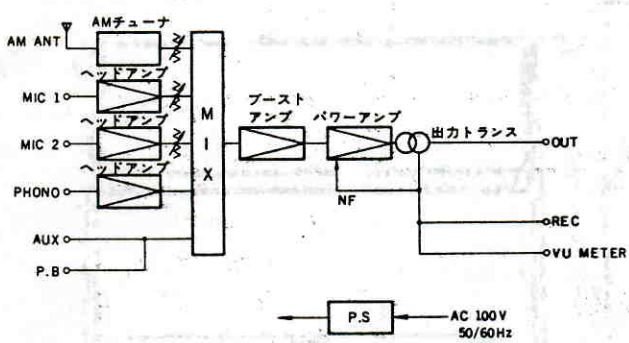 AMチューナ
AM ANT
ヘッドアンプ
MIC 1
ヘッドアンプ
MIC 2
ヘッドアンプ
PHONO
AUX
P.B
MIX
ブースト
アンプ
パワーアンプ
出力トランス
NF
OUT
REC
VU METER
P.S
AC 100V
50/60Hz